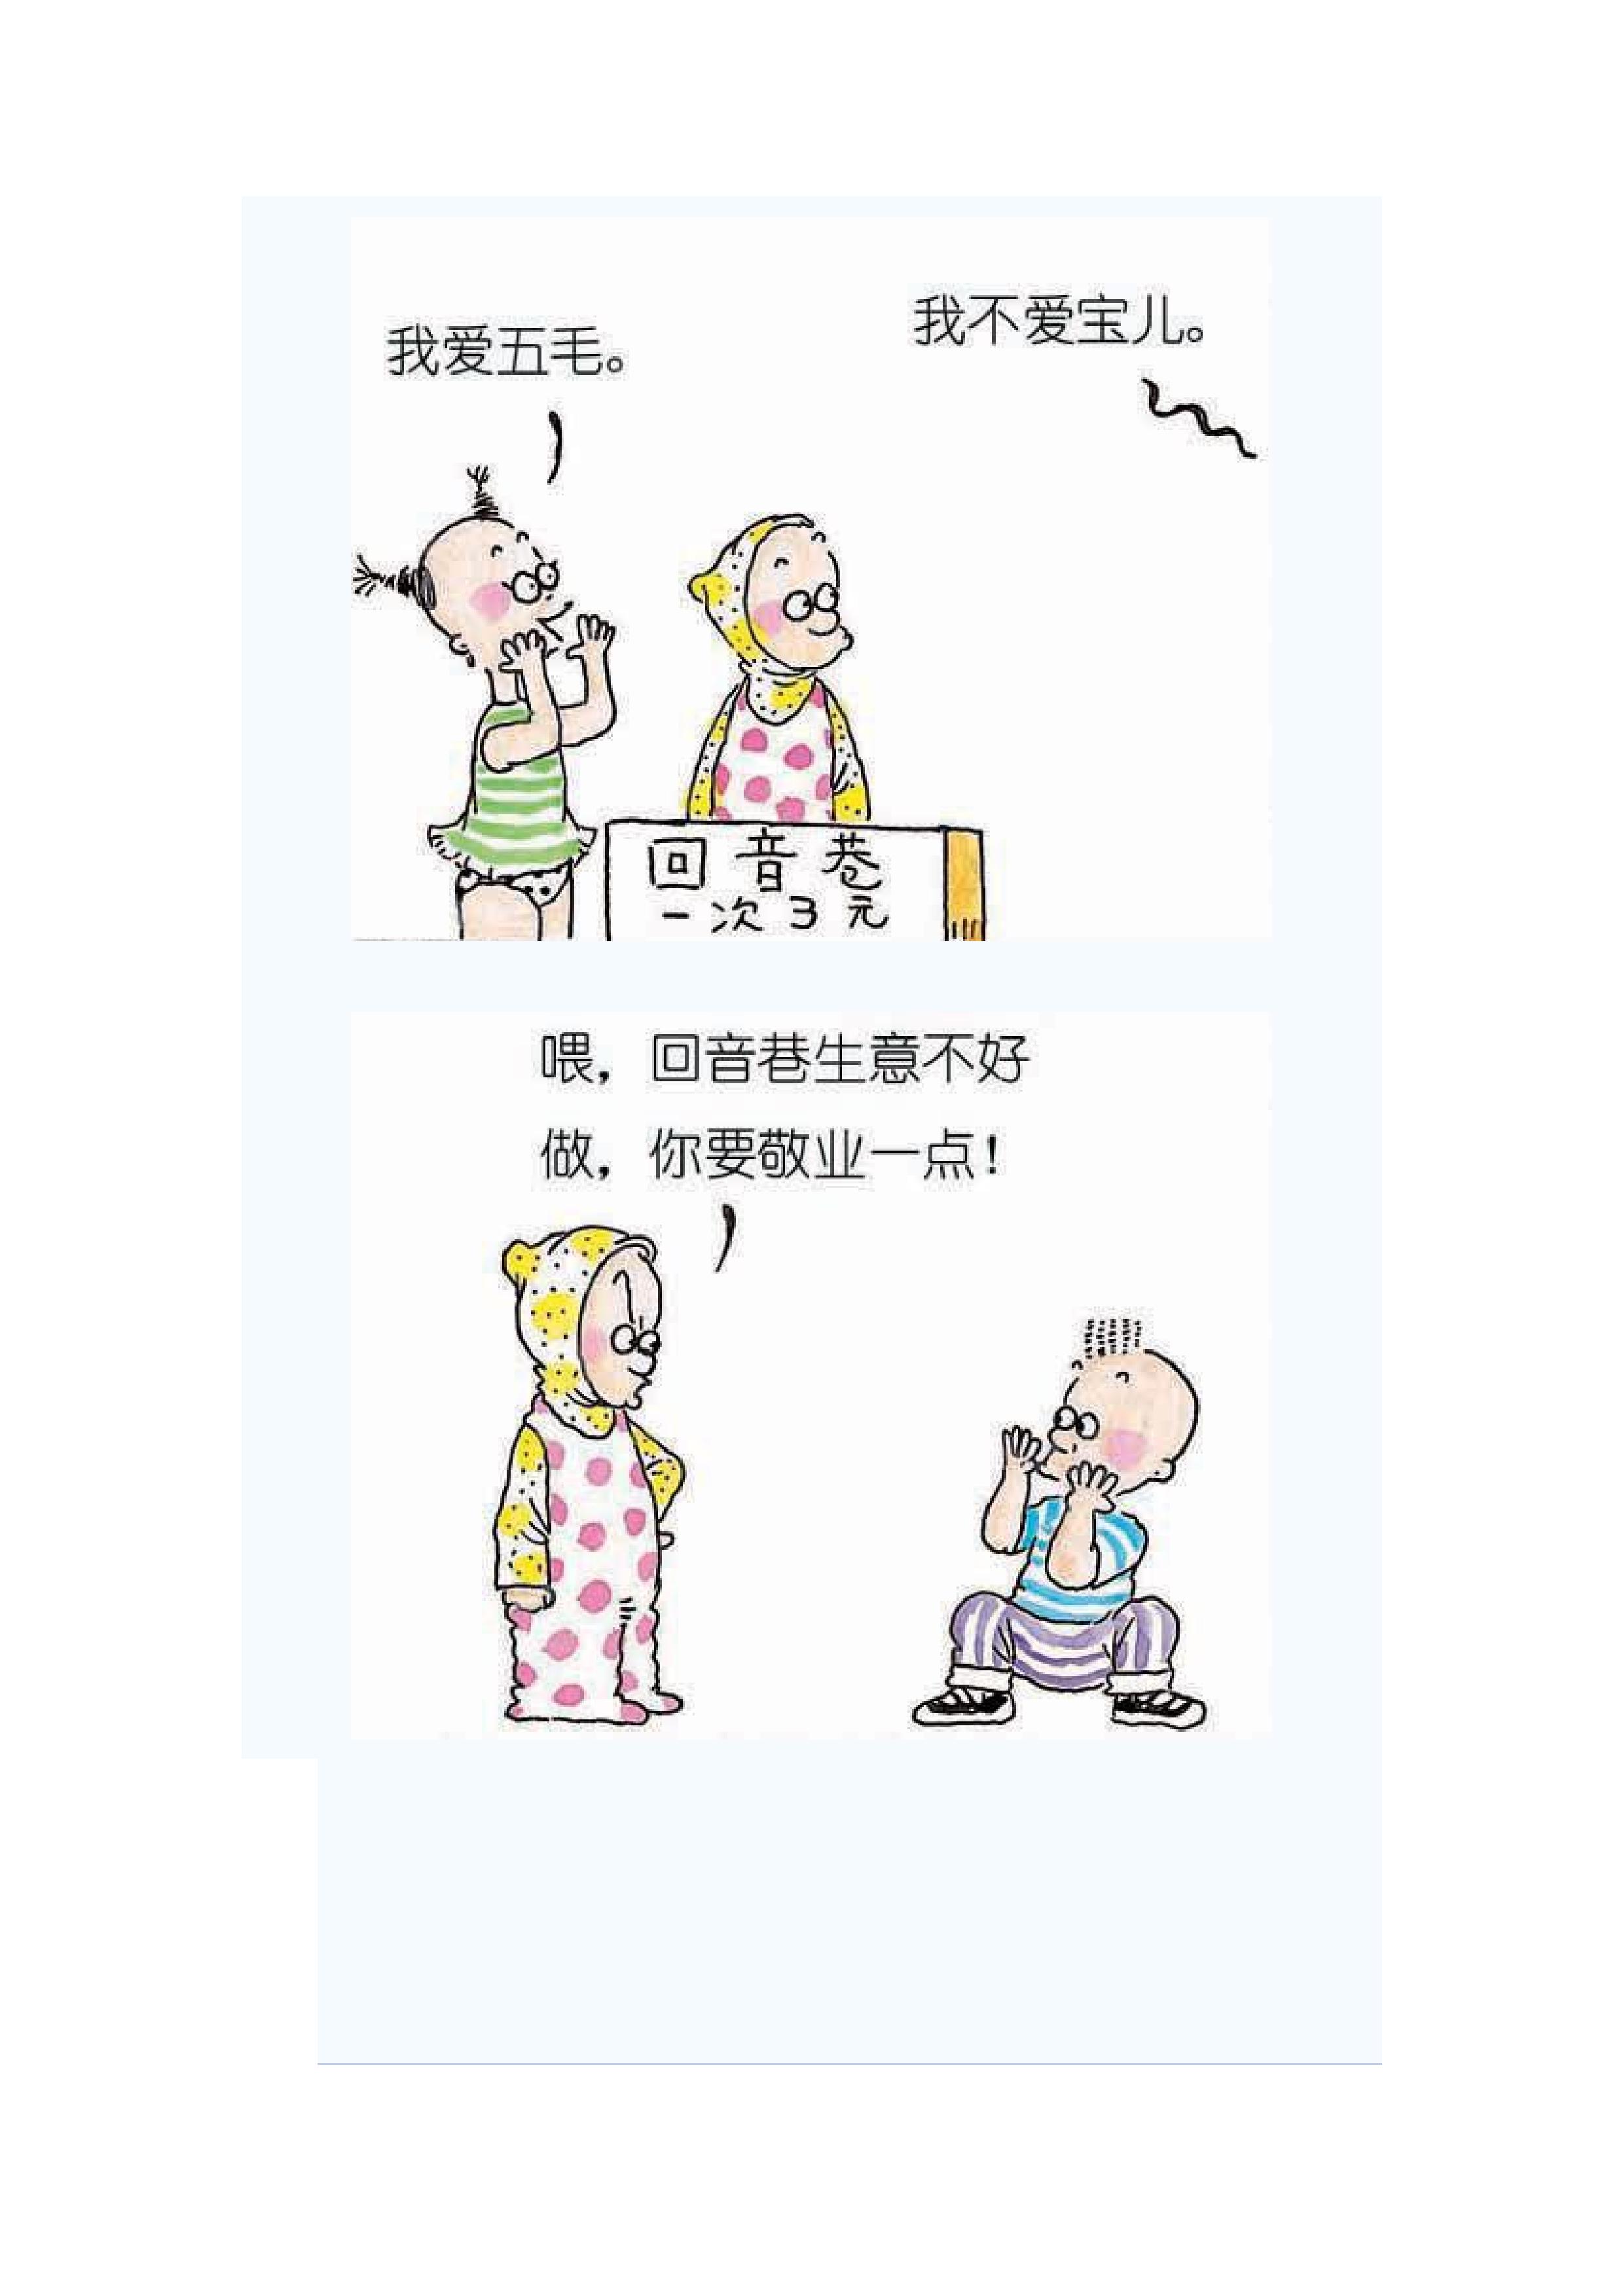 我爱五毛。
我不爱宝儿。
回音巷
一次3元
喂，回音巷生意不好
做，你要敬业一点！